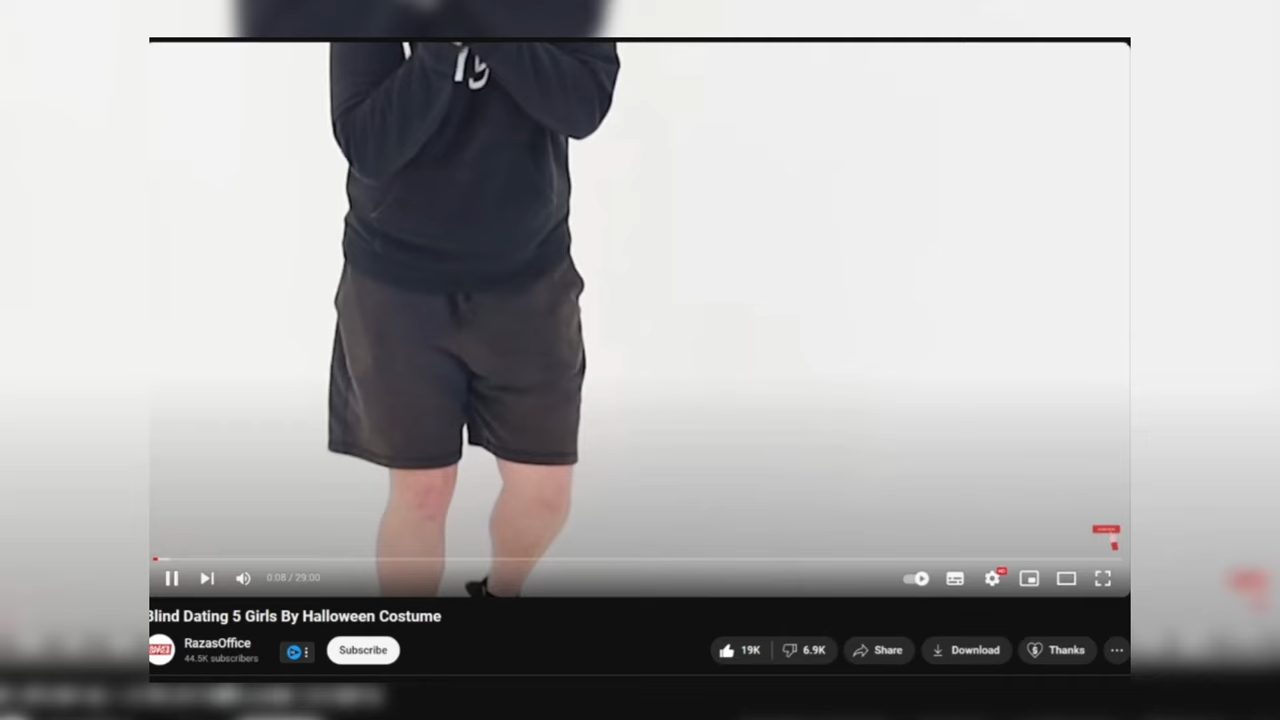 15
0:08 / 29:00
Blind Dating 5 Girls By Halloween Costume
RazasOffice
44.5K subscribers
Subscribe
19K
6.9K
Share
Download
Thanks